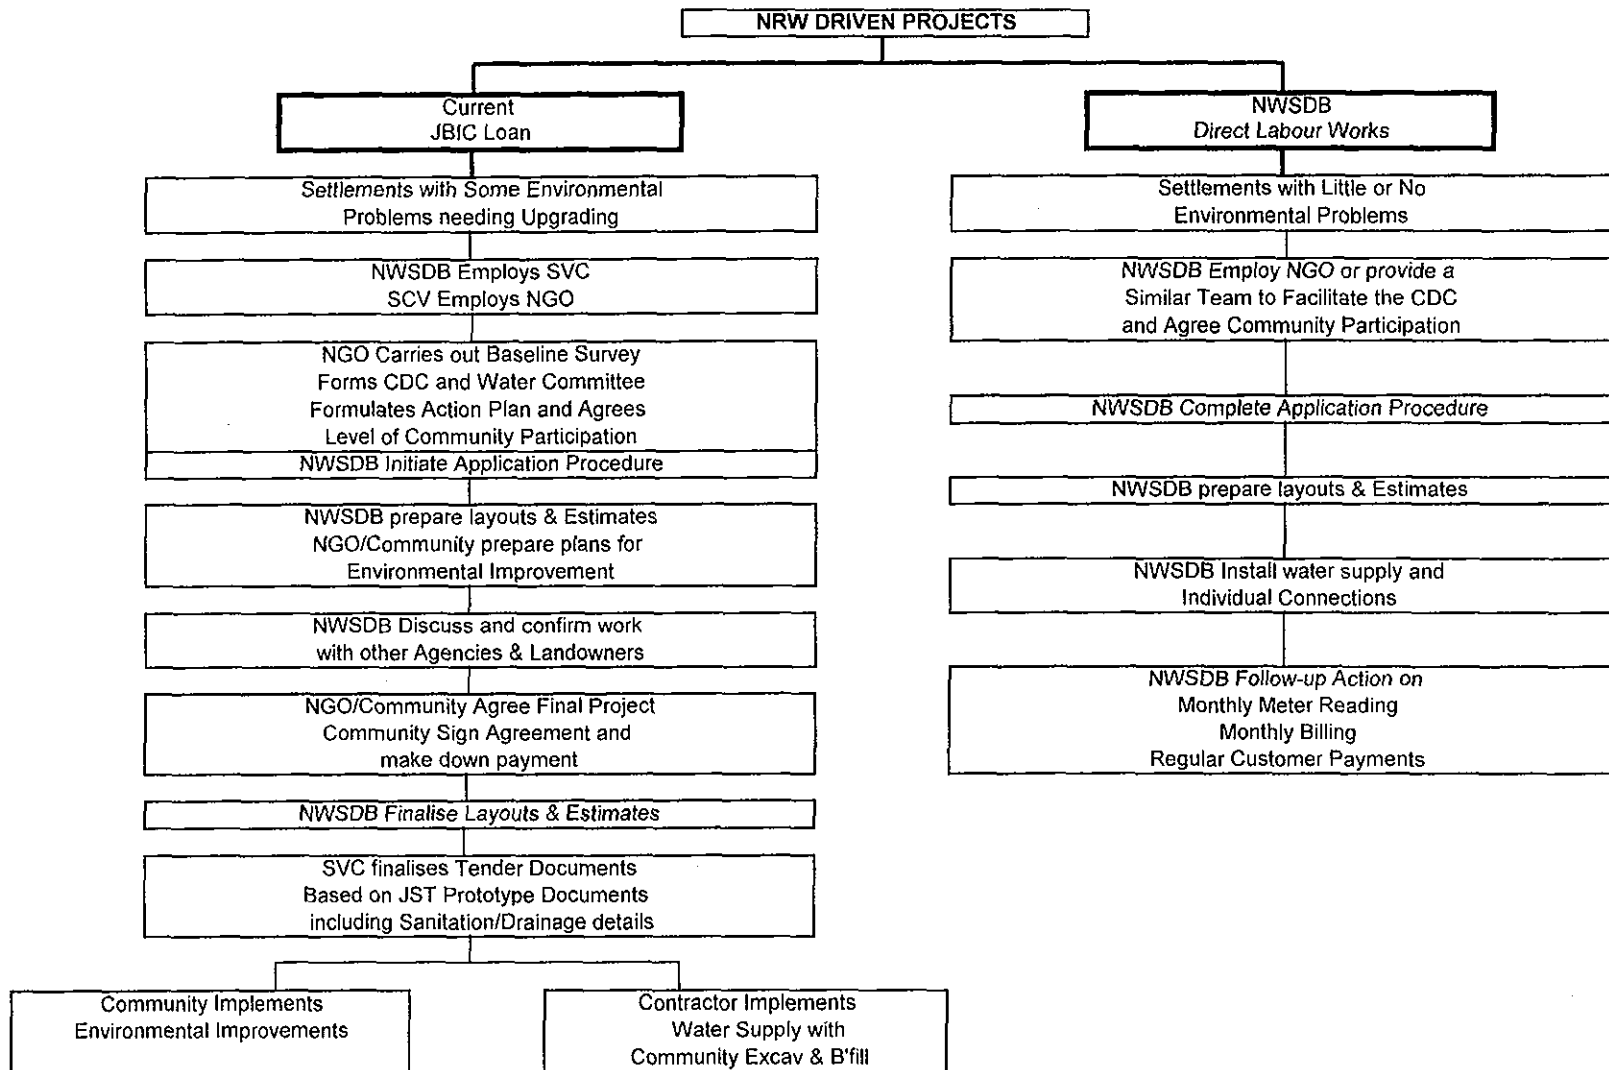 NRW DRIVEN PROJECTS
Current
JBIC Loan
Settlements with Some Environmental
Problems needing Upgrading
NWSDB Employs SVC
SCV Employs NGO
NGO Carries out Baseline Survey
Forms CDC and Water Committee
Formulates Action Plan and Agrees
Level of Community Participation
NWSDB Initiate Application Procedure
NWSDB prepare layouts & Estimates
NGO/Community prepare plans for
Environmental Improvement
NWSDB Discuss and confirm work
with other Agencies & Landowners
NGO/Community Agree Final Project
Community Sign Agreement and
make down payment
NWSDB Finalise Layouts & Estimates
SVC finalises Tender Documents
Based on JST Prototype Documents
including Sanitation/Drainage details
Community Implements
Environmental Improvements
Contractor Implements
Water Supply with
Community Excav & B'fill
NWSDB
Direct Labour Works
Settlements with Little or No
Environmental Problems
NWSDB Employ NGO or provide a
Similar Team to Facilitate the CDC
and Agree Community Participation
NWSDB Complete Application Procedure
NWSDB prepare layouts & Estimates
NWSDB Install water supply and
Individual Connections
NWSDB Follow-up Action on
Monthly Meter Reading
Monthly Billing
Regular Customer Payments